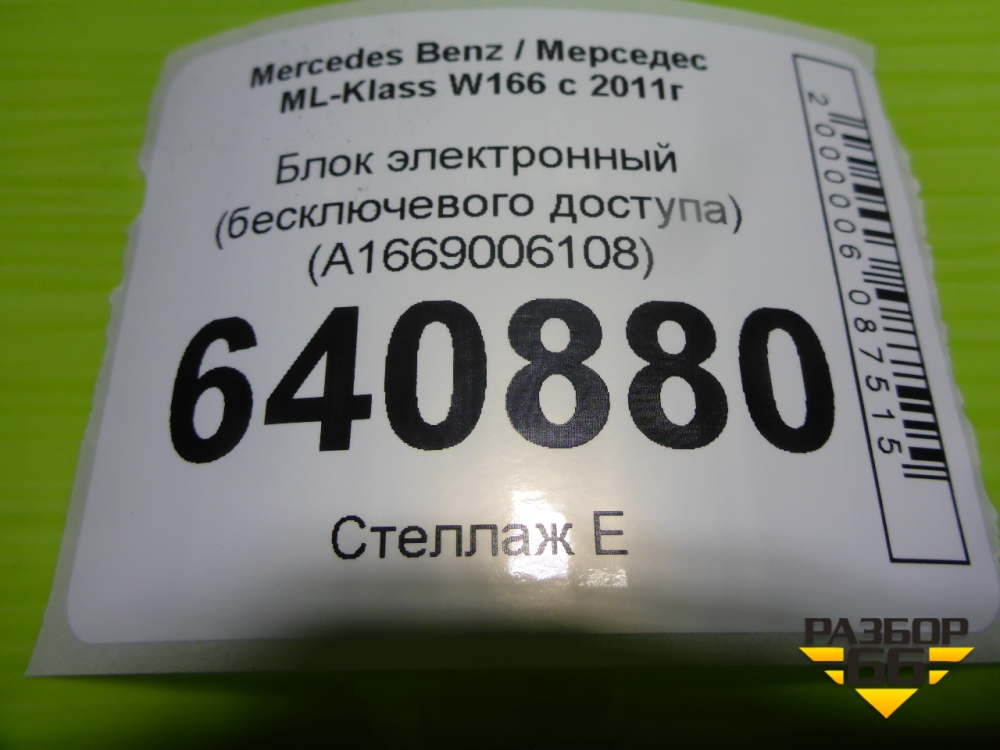 Mercedes Benz / Мерседес
ML-Klass W166 с 2011г
Блок электронный
(бесключевого доступа)
(A1669006108)
640880
Стеллаж Е
2000006087515
РАЗБОР
66